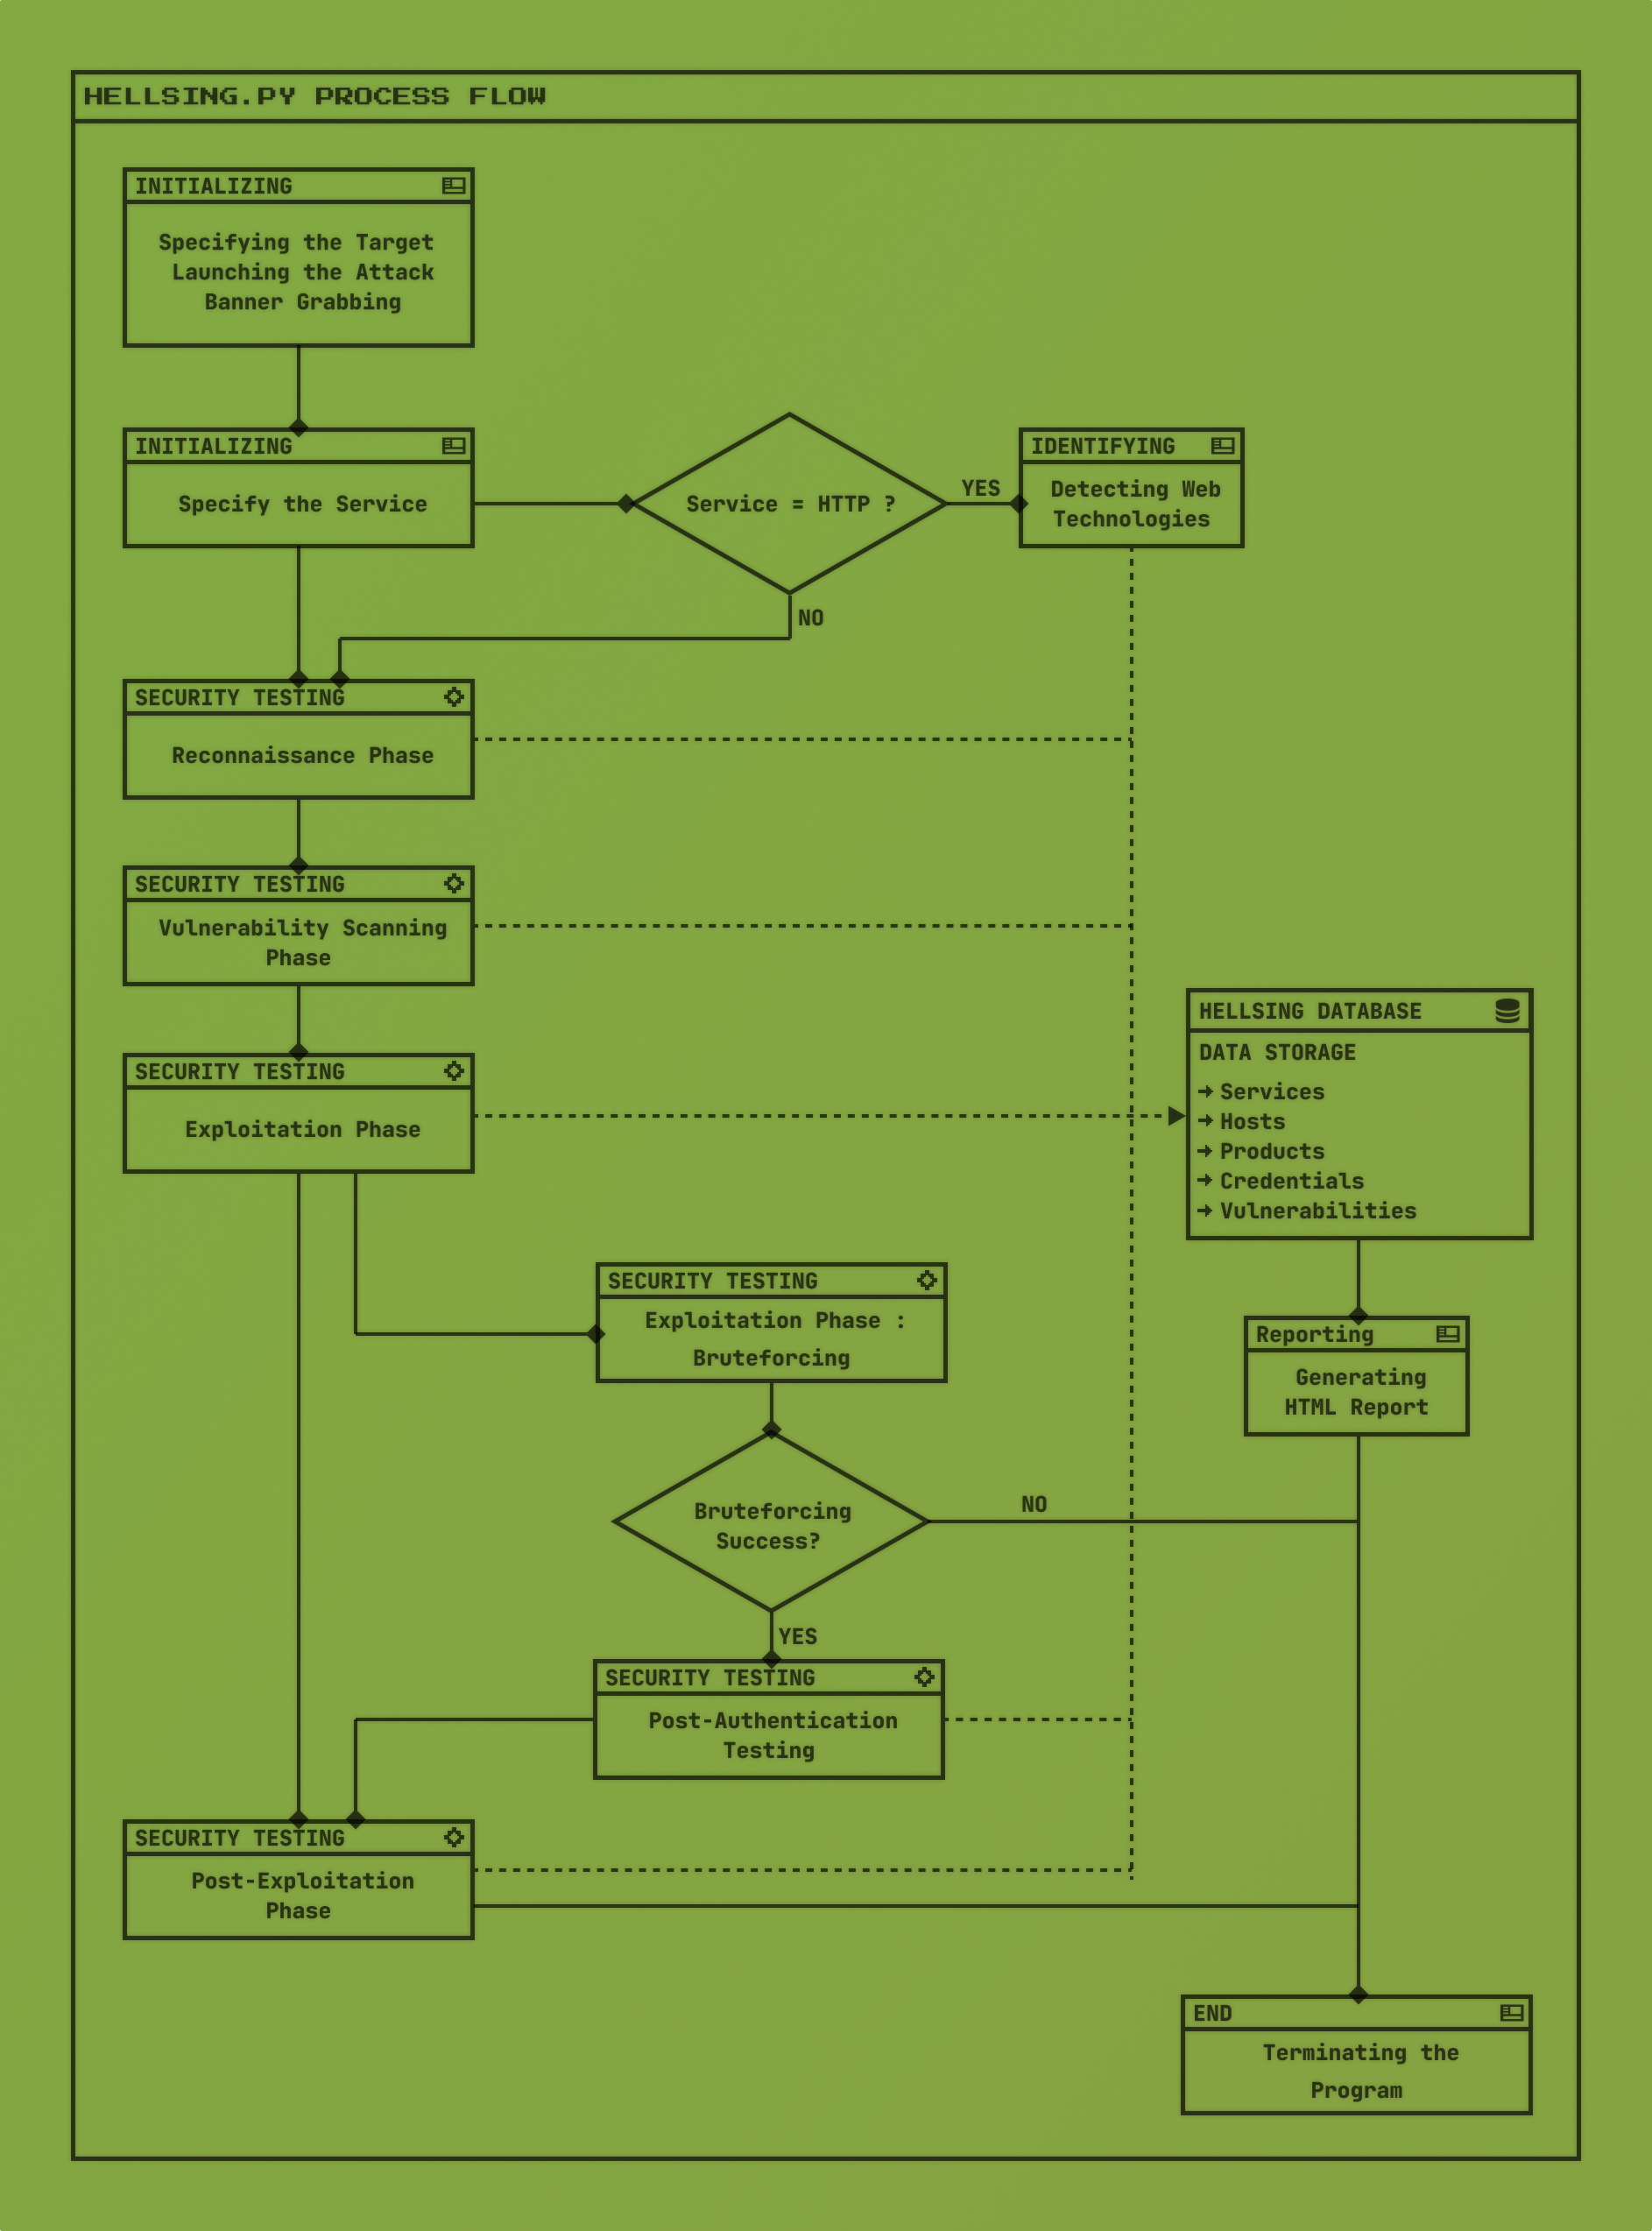 HELLSING.PY PROCESS FLOW
INITIALIZING
Specifying the Target
Launching the Attack
Banner Grabbing
INITIALIZING
Specify the Service
Service = HTTP ?
YES
IDENTIFYING
Detecting Web
Technologies
NO
SECURITY TESTING
Reconnaissance Phase
SECURITY TESTING
Vulnerability Scanning
Phase
SECURITY TESTING
Exploitation Phase
HELLSING DATABASE
DATA STORAGE
→ Services
→ Hosts
→ Products
→ Credentials
→ Vulnerabilities
SECURITY TESTING
Exploitation Phase :
Bruteforcing
Reporting
Generating
HTML Report
Bruteforcing
Success?
NO
YES
SECURITY TESTING
Post-Authentication
Testing
SECURITY TESTING
Post-Exploitation
Phase
END
Terminating the
Program